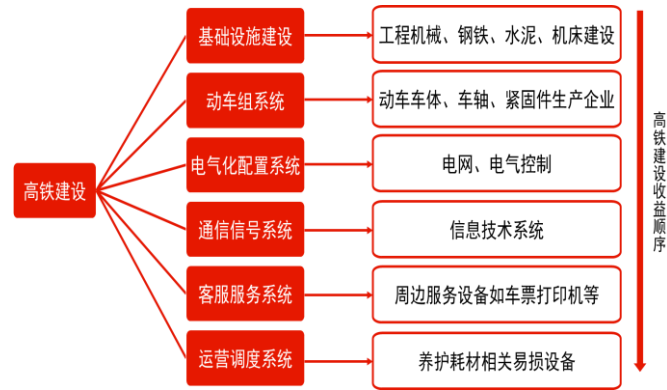 高铁建设
基础设施建设
工程机械、钢铁、水泥、机床建设
动车组系统
动车车体、车轴、紧固件生产企业
电气化配置系统
电网、电气控制
通信信号系统
信息技术系统
客服服务系统
周边服务设备如车票打印机等
运营调度系统
养护耗材相关易损设备
高铁建设收益顺序